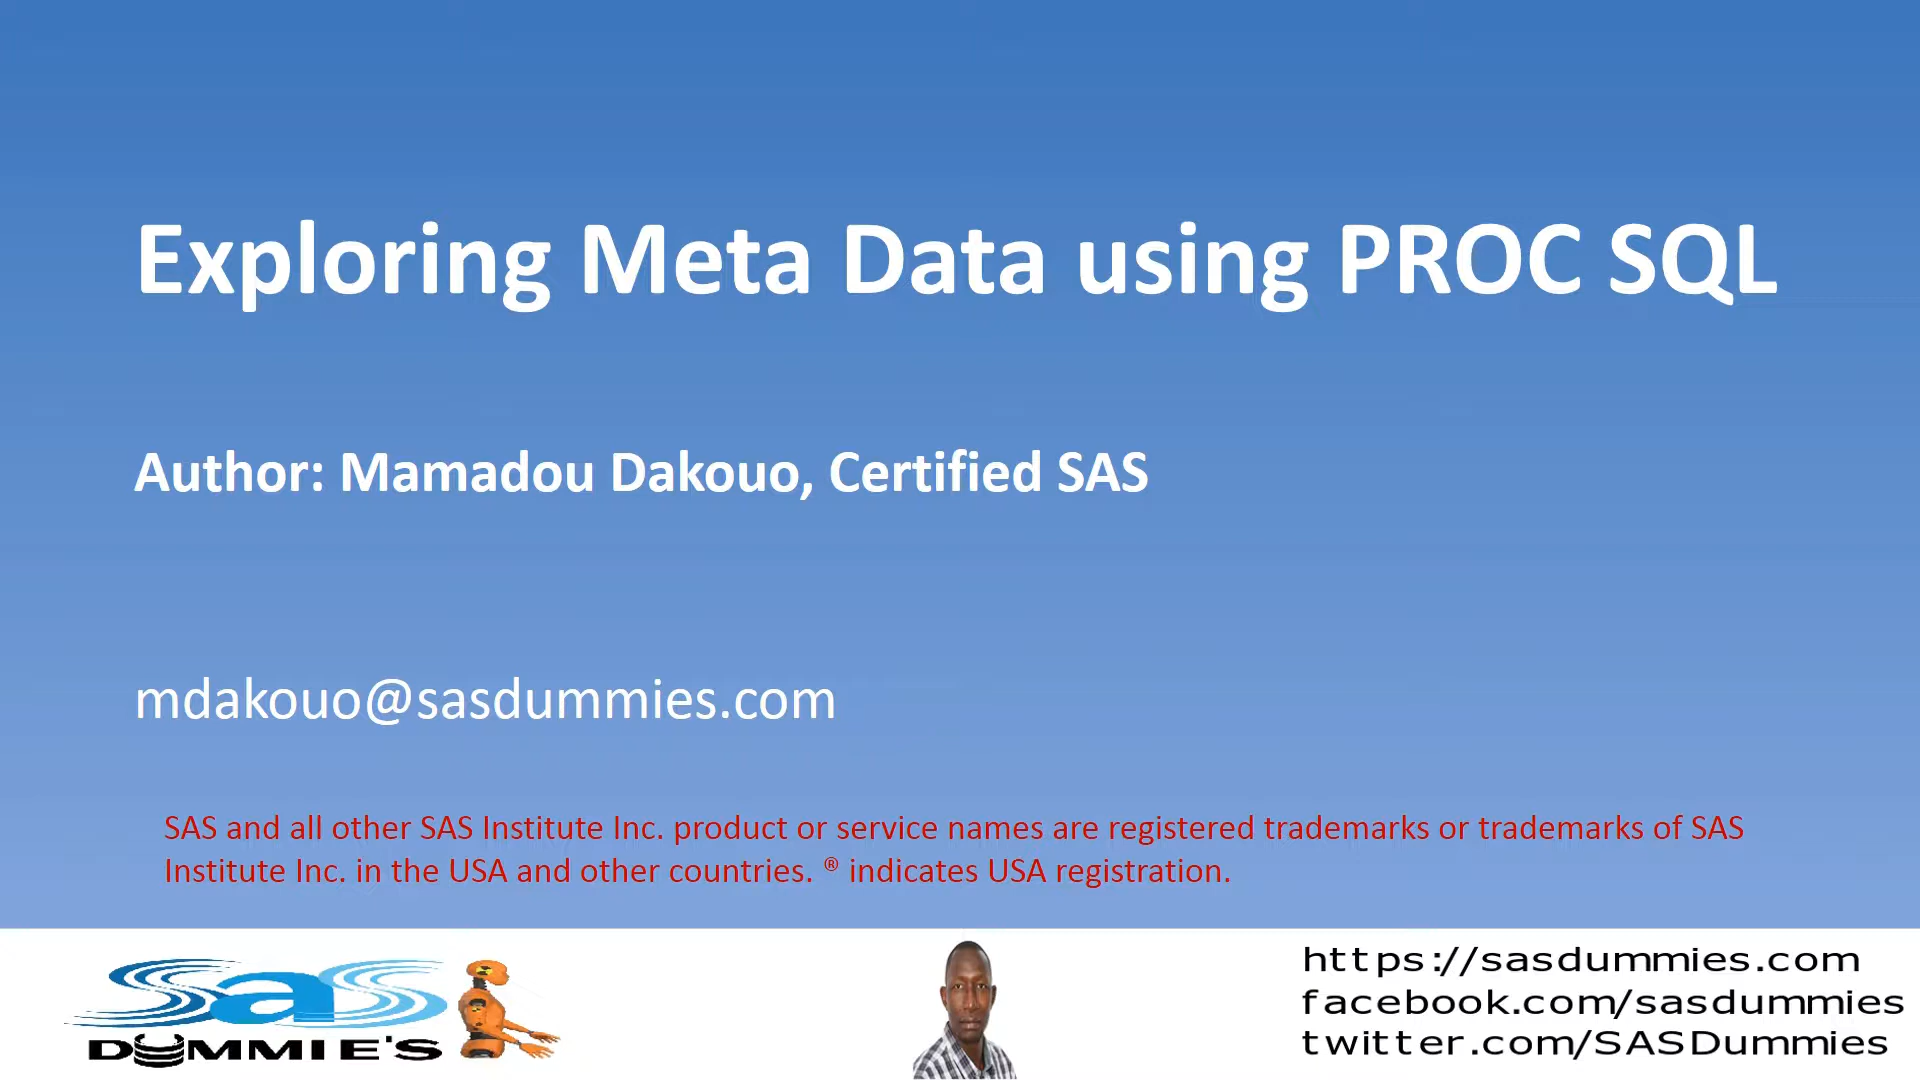 Exploring Meta Data using PROC SQL
Author: Mamadou Dakouo, Certified SAS
mdakouo@sasdummies.com
SAS and all other SAS Institute Inc. product or service names are registered trademarks or trademarks of SAS
Institute Inc. in the USA and other countries. ® indicates USA registration.
sas
DUMMIE'S
https://sasdummies.com
facebook.com/sasdummies
twitter.com/SASDummies